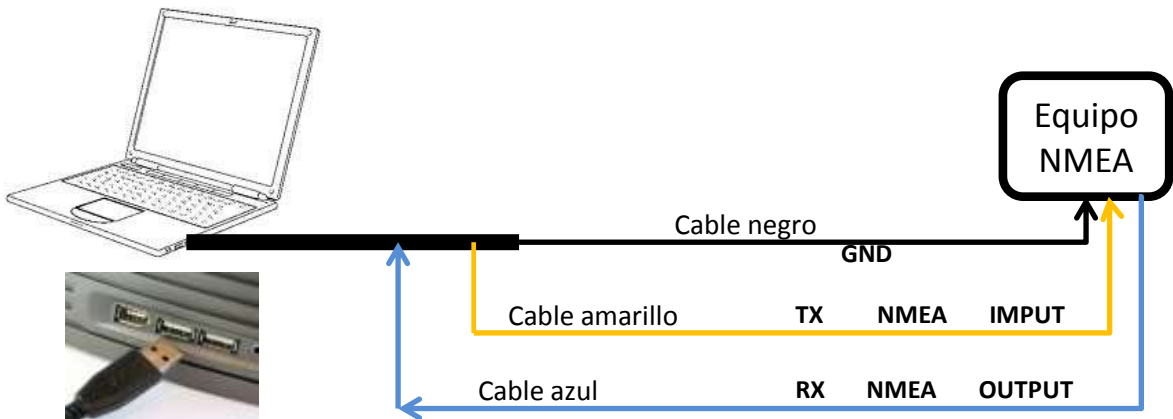 Equipo
NMEA
Cable negro
GND
Cable amarillo TX NMEA IMPUT
Cable azul RX NMEA OUTPUT